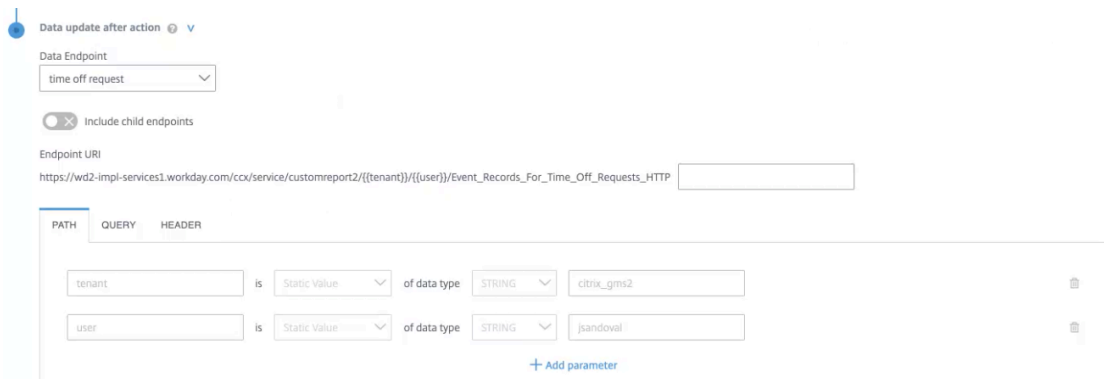 Data update after action ? V
Data Endpoint
time off request
Include child endpoints
Endpoint URI
https://wd2-impl-services1.workday.com/ccx/service/customreport2/{{tenant}}/{{user}}/Event_Records_For_Time_Off_Requests_HTTP
PATH QUERY HEADER
tenant is Static Value of data type STRING citrix_gms2
user is Static Value of data type STRING jsandoval
+ Add parameter